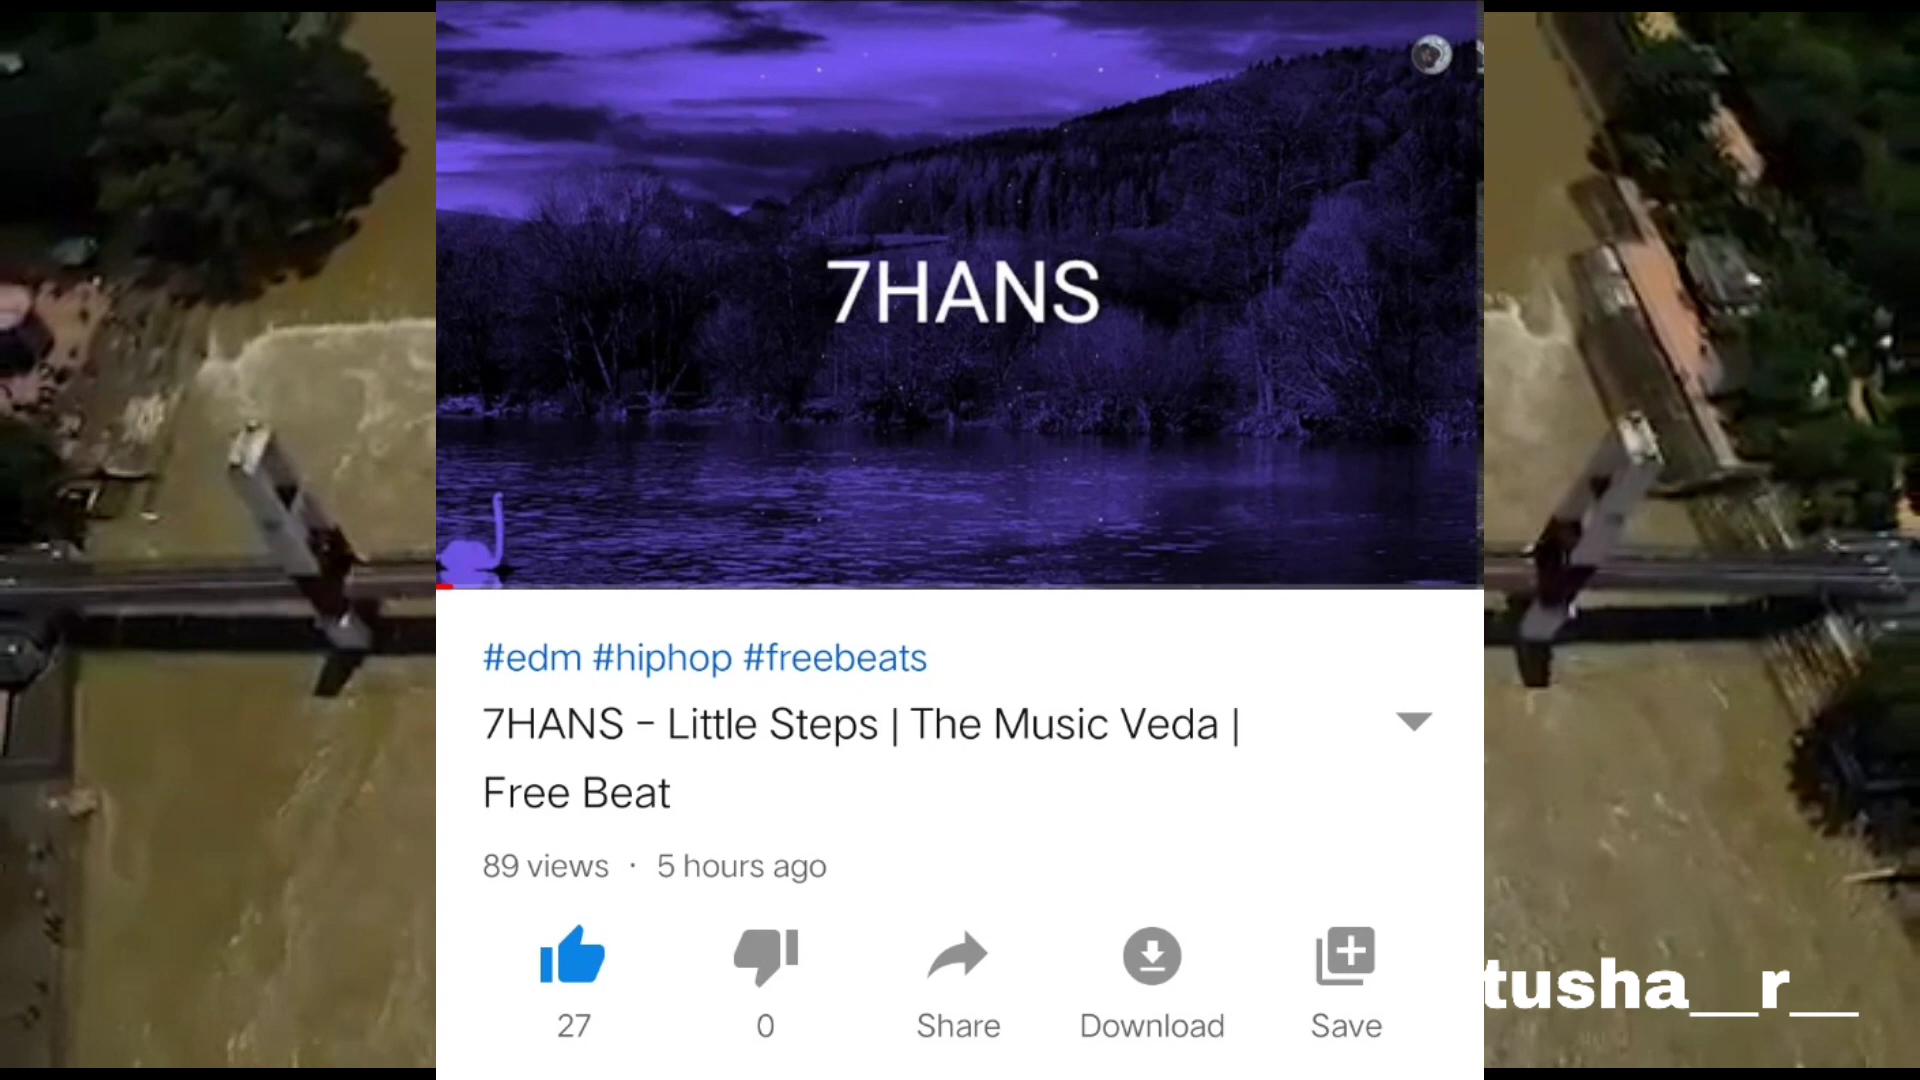 7HANS
#edm #hiphop #freebeats
7HANS - Little Steps | The Music Veda |
Free Beat
89 views · 5 hours ago
27
0
Share
Download
Save
tusha__r__